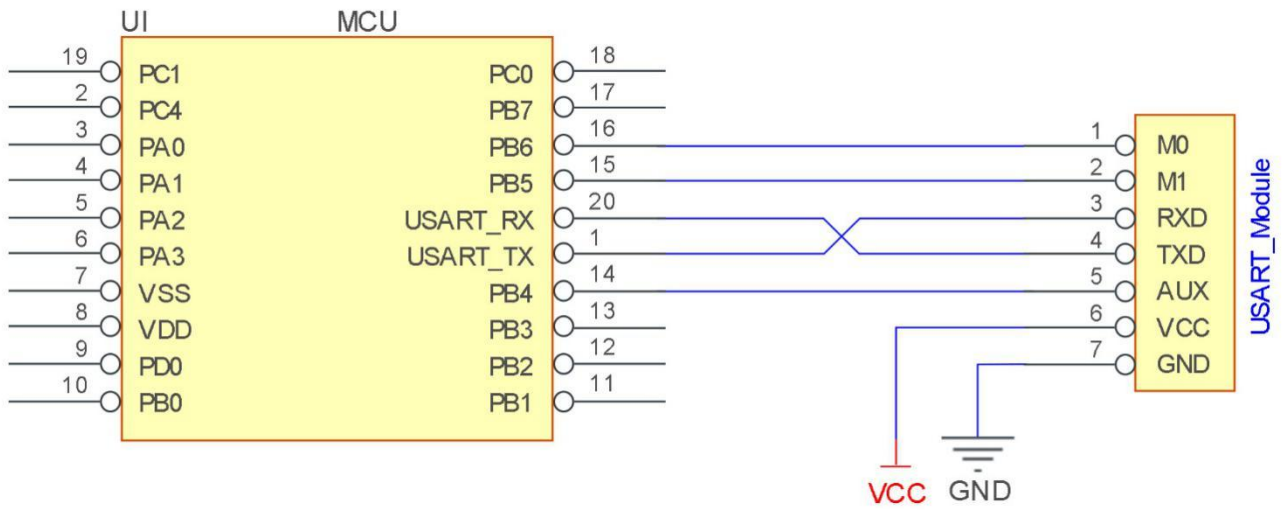 UI MCU
19 PC1 PC0 18
2 PC4 PB7 17
3 PA0 PB6 16 1 M0
4 PA1 PB5 15 2 M1
5 PA2 USART_RX 20 3 RXD
6 PA3 USART_TX 1 4 TXD
7 VSS PB4 14 5 AUX
8 VDD PB3 13 6 VCC
9 PD0 PB2 12 7 GND
10 PB0 PB1 11
USART_Module
VCC GND